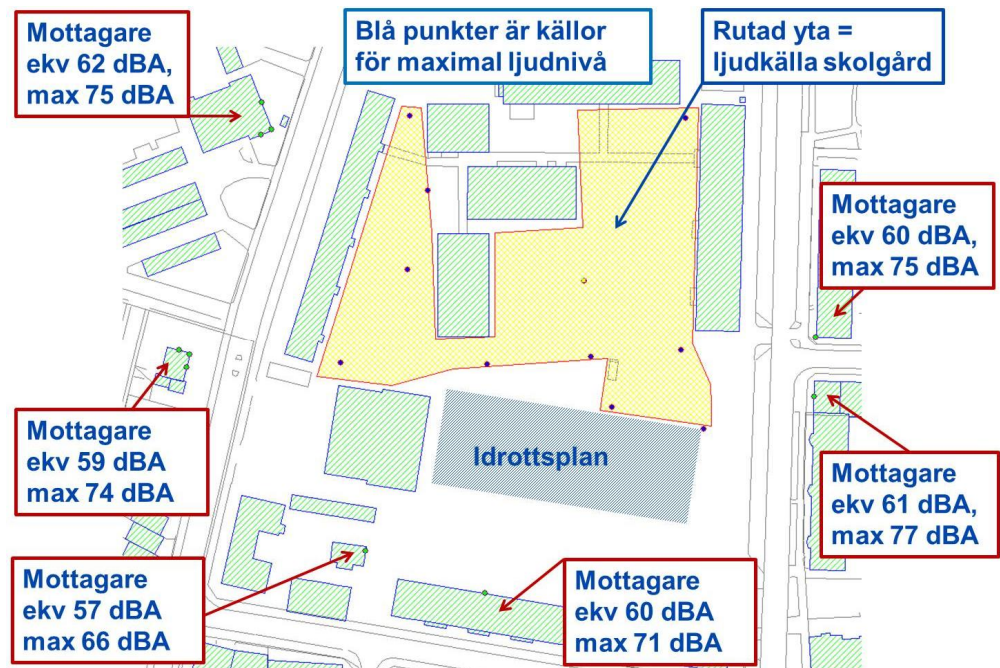 Mottagare
ekv 62 dBA,
max 75 dBA
Blå punkter är källor
för maximal ljudnivå
Rutad yta =
ljudkälla skolgård
Mottagare
ekv 60 dBA,
max 75 dBA
Mottagare
ekv 59 dBA
max 74 dBA
Idrottsplan
Mottagare
ekv 61 dBA,
max 77 dBA
Mottagare
ekv 57 dBA
max 66 dBA
Mottagare
ekv 60 dBA
max 71 dBA